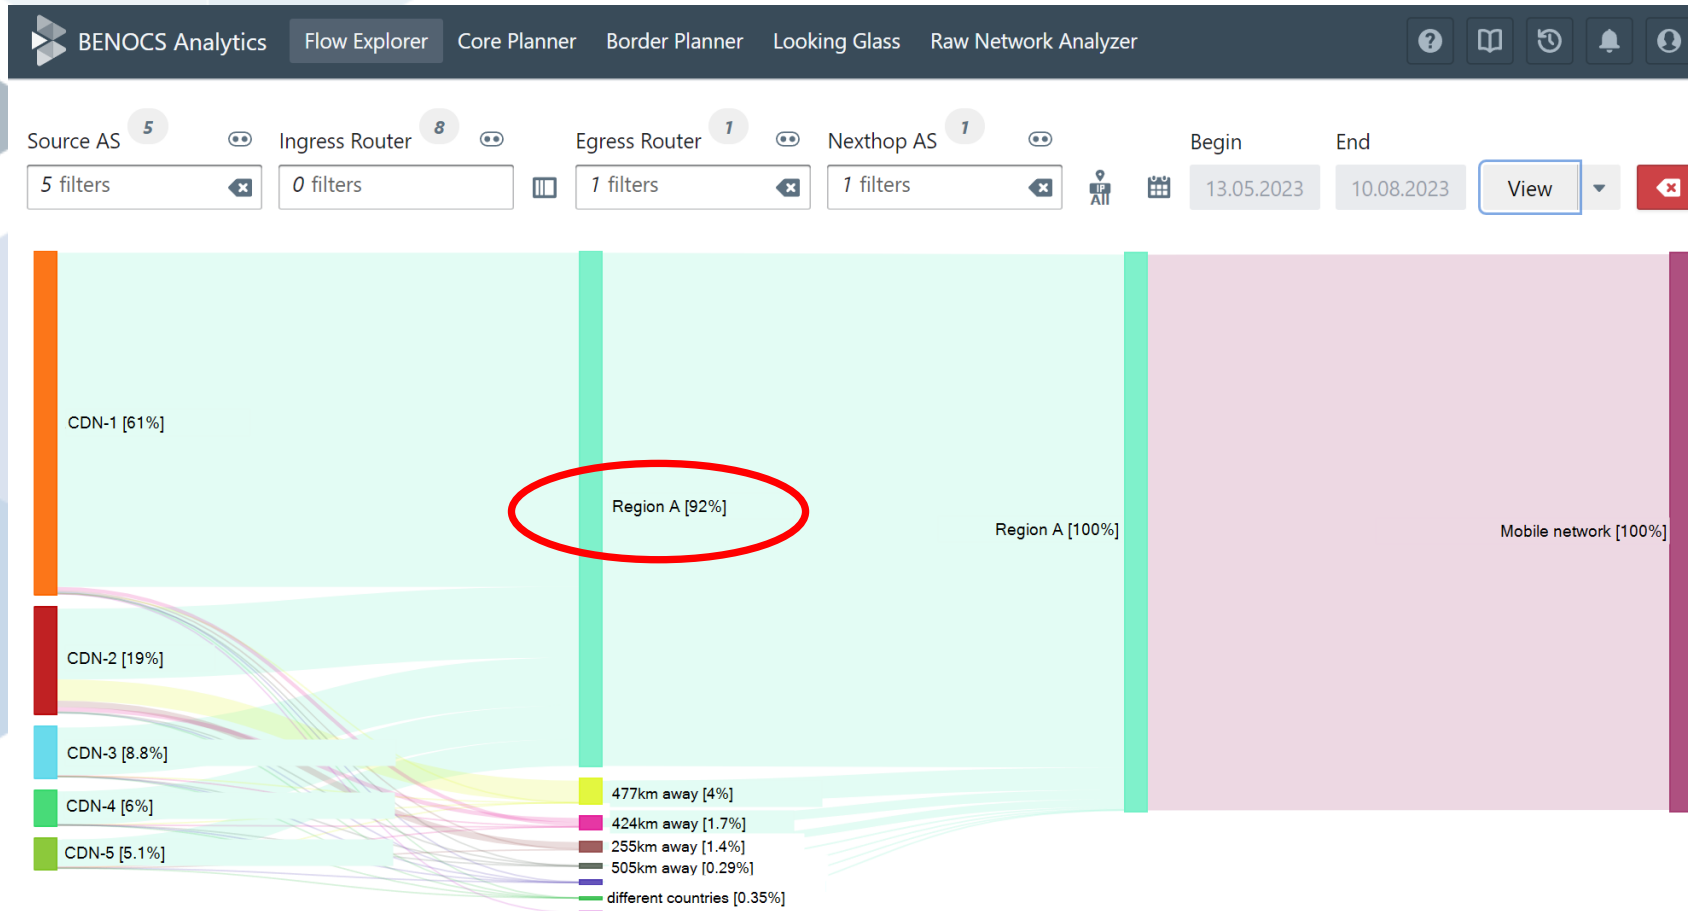 BENOCS Analytics Flow Explorer Core Planner Border Planner Looking Glass Raw Network Analyzer
Source AS 5 Ingress Router 8 Egress Router 1 Nexthop AS 1 Begin End
5 filters 0 filters 1 filters 1 filters IP All 13.05.2023 10.08.2023 View
CDN-1 [61%]
Region A [92%]
Region A [100%]
Mobile network [100%]
CDN-2 [19%]
CDN-3 [8.8%]
477km away [4%]
CDN-4 [6%]
424km away [1.7%]
255km away [1.4%]
CDN-5 [5.1%]
505km away [0.29%]
different countries [0.35%]